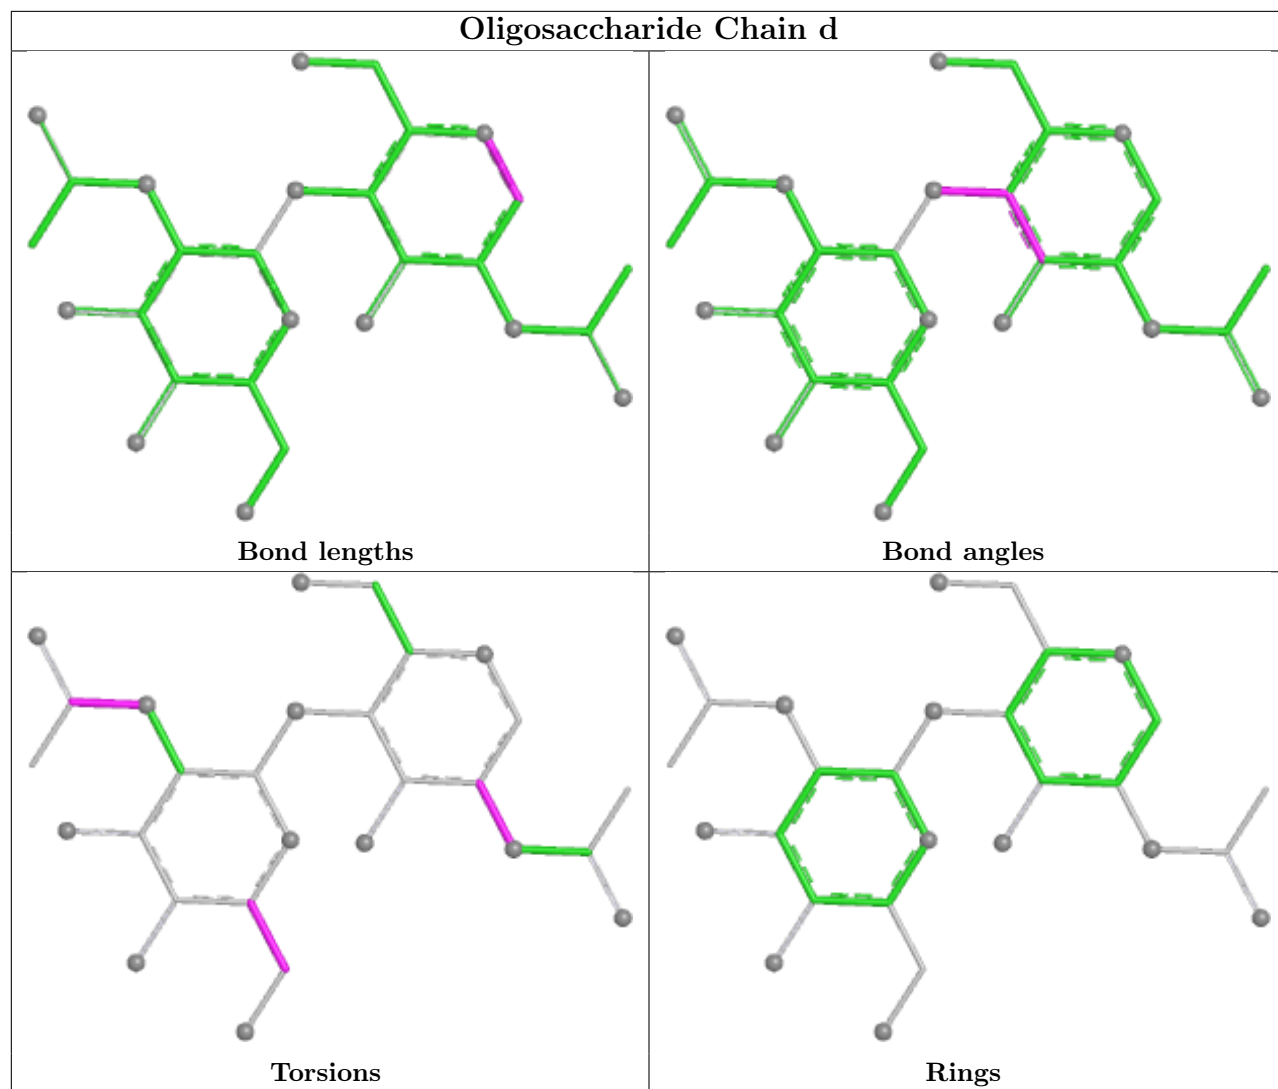 Oligosaccharide Chain d
Bond lengths
Bond angles
Torsions
Rings